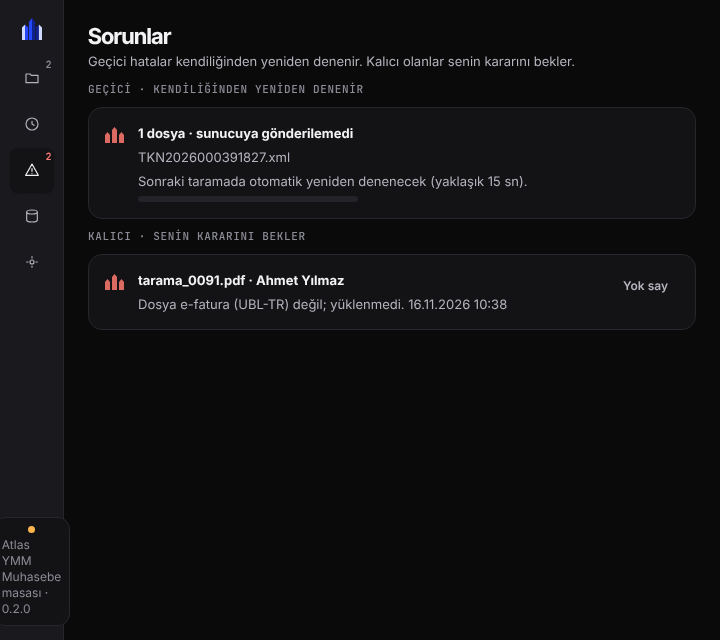 2
2
Atlas
YMM
Muhasebe
masası ·
0.2.0
Sorunlar
Geçici hatalar kendiliğinden yeniden denenir. Kalıcı olanlar senin kararını bekler.
GEÇİCİ · KENDİLİĞİNDEN YENİDEN DENENİR
1 dosya · sunucuya gönderilemedi
TKN2026000391827.xml
Sonraki taramada otomatik yeniden denenecek (yaklaşık 15 sn).
KALICI · SENİN KARARINI BEKLER
tarama_0091.pdf · Ahmet Yılmaz
Yok say
Dosya e-fatura (UBL-TR) değil; yüklenmedi. 16.11.2026 10:38